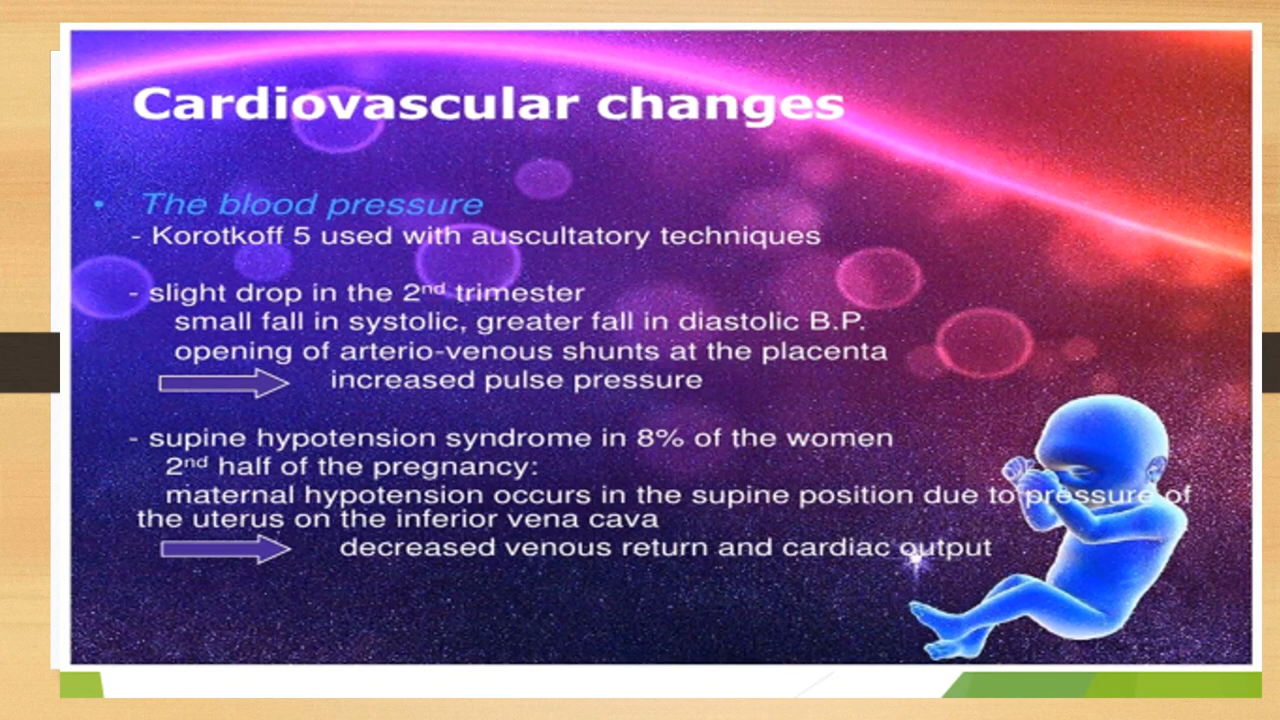 Cardiovascular changes
• The blood pressure
- Korotkoff 5 used with auscultatory techniques
- slight drop in the 2nd trimester
small fall in systolic, greater fall in diastolic B.P.
opening of arterio-venous shunts at the placenta
increased pulse pressure
- supine hypotension syndrome in 8% of the women
2nd half of the pregnancy:
maternal hypotension occurs in the supine position due to pressure of
the uterus on the inferior vena cava
decreased venous return and cardiac output